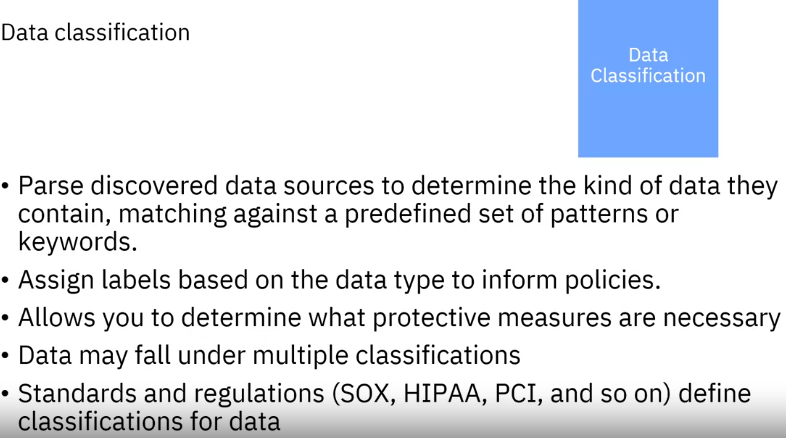 Data classification
Data
Classification
• Parse discovered data sources to determine the kind of data they
contain, matching against a predefined set of patterns or
keywords.
• Assign labels based on the data type to inform policies.
• Allows you to determine what protective measures are necessary
• Data may fall under multiple classifications
• Standards and regulations (SOX, HIPAA, PCI, and so on) define
classifications for data